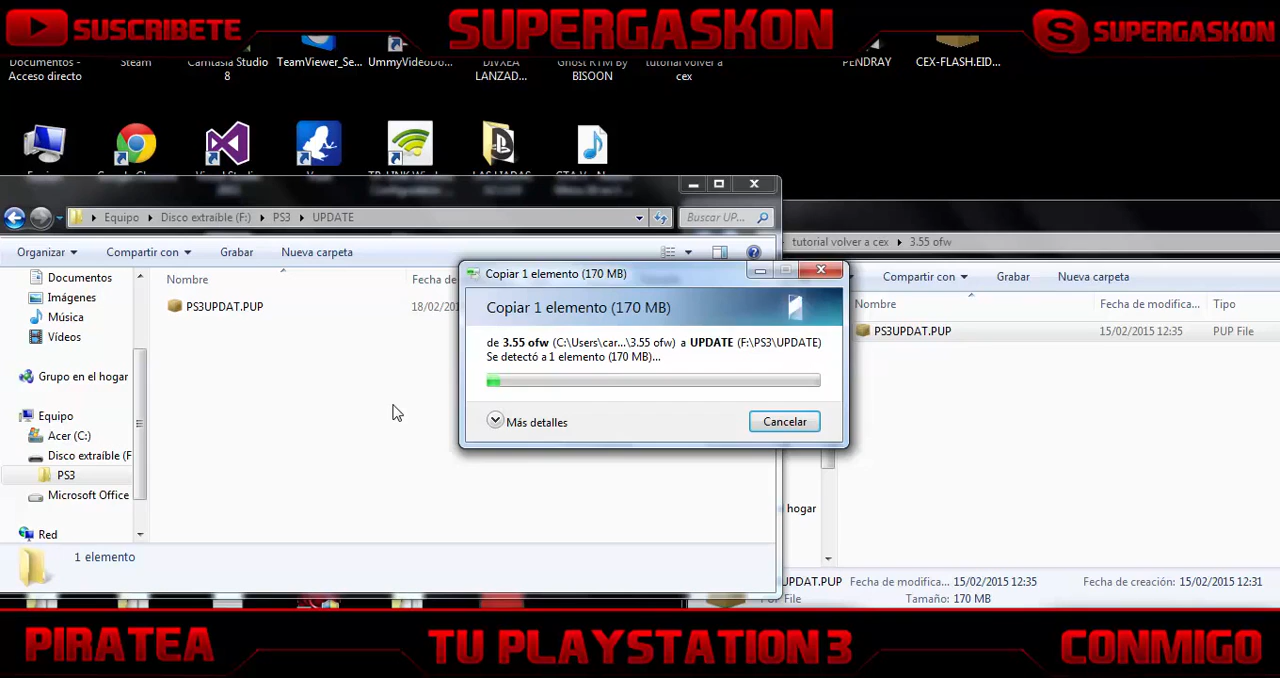 SUSCRIBETE
SUPERGASKON
SUPERGASKON
Documentos -
Acceso directo
Steam
Camtasia Studio
8
TeamViewer_Se...
UmmyVideoDo...
DIVXEA
LANZAD...
Ghost RTM by
BISOON
tutorial volver a
cex
PENDRAY
CEX-FLASH.EID...
Equipo
Disco extraíble (F:)
PS3
UPDATE
Buscar UP...
tutorial volver a cex
3.55 ofw
Organizar
Compartir con
Grabar
Nueva carpeta
Compartir con
Grabar
Nueva carpeta
Nombre
Fecha de
Nombre
Fecha de modifica...
Tipo
PS3UPDAT.PUP
18/02/201
PS3UPDAT.PUP
15/02/2015 12:35
PUP File
Documentos
Imágenes
Música
Vídeos
Grupo en el hogar
Equipo
Acer (C:)
Disco extraíble (F
PS3
Microsoft Office
Red
1 elemento
Copiar 1 elemento (170 MB)
Copiar 1 elemento (170 MB)
de 3.55 ofw (C:\Users\car...\3.55 ofw) a UPDATE (F:\PS3\UPDATE)
Se detectó a 1 elemento (170 MB)...
Más detalles
Cancelar
hogar
UPDAT.PUP
Fecha de modifica...
15/02/2015 12:35
Fecha de creación:
15/02/2015 12:31
PUP File
Tamaño:
170 MB
PIRATEA
TU PLAYSTATION 3
CONMIGO